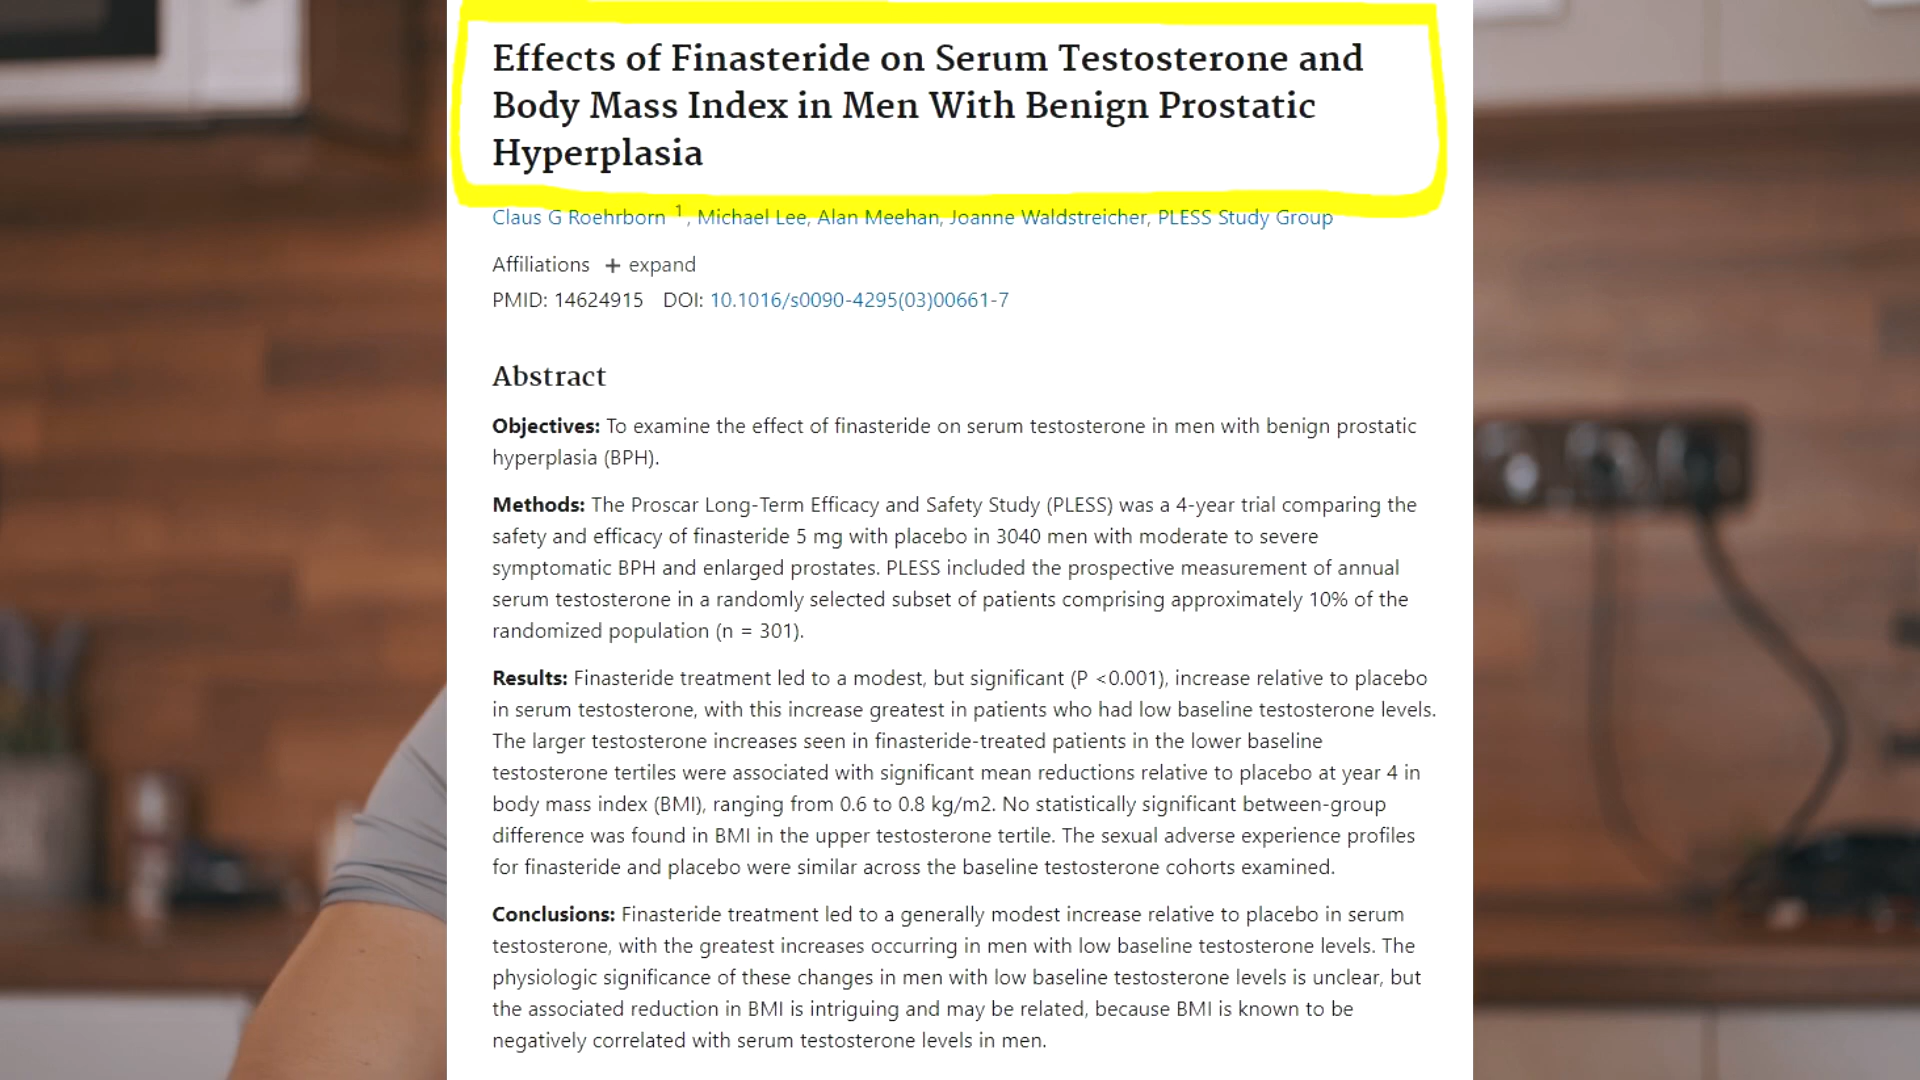 Effects of Finasteride on Serum Testosterone and
Body Mass Index in Men With Benign Prostatic
Hyperplasia
Claus G Roehrborn 1, Michael Lee, Alan Meehan, Joanne Waldstreicher, PLESS Study Group
Affiliations + expand
PMID: 14624915 DOI: 10.1016/s0090-4295(03)00661-7
Abstract
Objectives: To examine the effect of finasteride on serum testosterone in men with benign prostatic
hyperplasia (BPH).
Methods: The Proscar Long-Term Efficacy and Safety Study (PLESS) was a 4-year trial comparing the
safety and efficacy of finasteride 5 mg with placebo in 3040 men with moderate to severe
symptomatic BPH and enlarged prostates. PLESS included the prospective measurement of annual
serum testosterone in a randomly selected subset of patients comprising approximately 10% of the
randomized population (n = 301).
Results: Finasteride treatment led to a modest, but significant (P <0.001), increase relative to placebo
in serum testosterone, with this increase greatest in patients who had low baseline testosterone levels.
The larger testosterone increases seen in finasteride-treated patients in the lower baseline
testosterone tertiles were associated with significant mean reductions relative to placebo at year 4 in
body mass index (BMI), ranging from 0.6 to 0.8 kg/m2. No statistically significant between-group
difference was found in BMI in the upper testosterone tertile. The sexual adverse experience profiles
for finasteride and placebo were similar across the baseline testosterone cohorts examined.
Conclusions: Finasteride treatment led to a generally modest increase relative to placebo in serum
testosterone, with the greatest increases occurring in men with low baseline testosterone levels. The
physiologic significance of these changes in men with low baseline testosterone levels is unclear, but
the associated reduction in BMI is intriguing and may be related, because BMI is known to be
negatively correlated with serum testosterone levels in men.